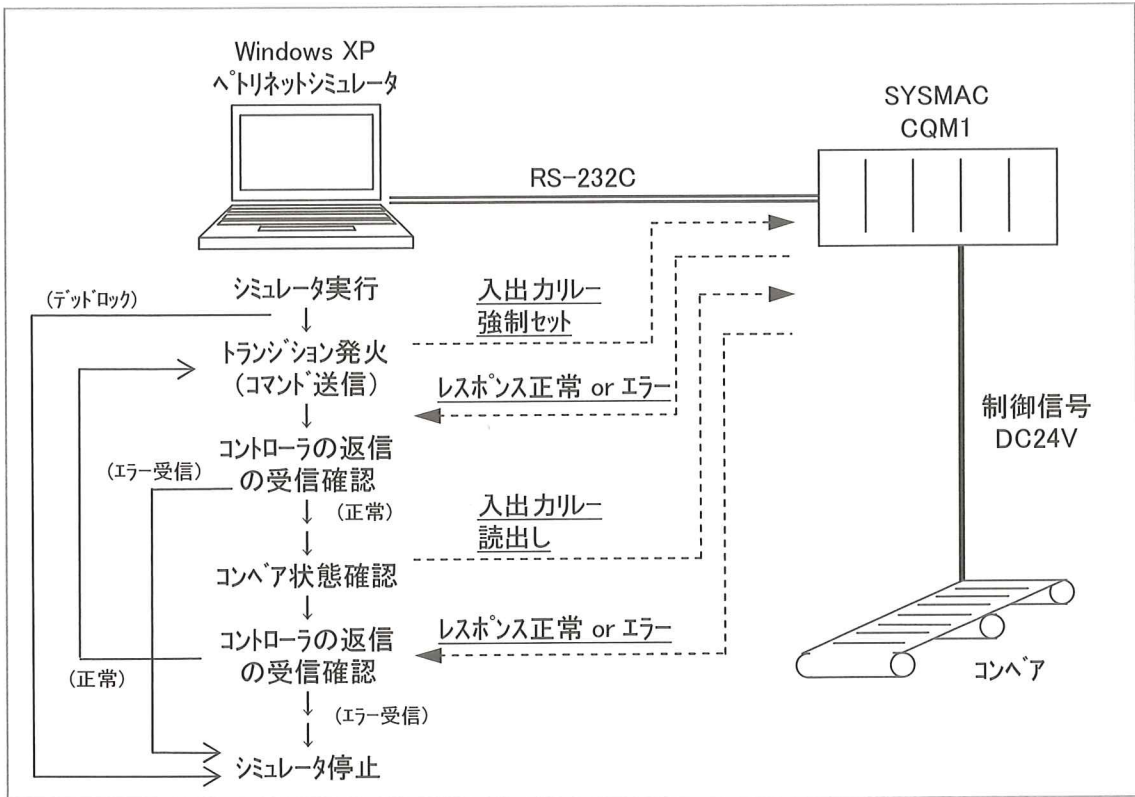 Windows XP
ペトリネットシミュレータ
SYSMAC
CQM1
RS-232C
(デッドロック)
シミュレータ実行
入出力リレー
強制セット
トランジション発火
(コマンド送信)
レスポンス正常 or エラー
制御信号
DC24V
コントローラの返信
の受信確認
(エラー受信)
(正常)
入出力リレー
読出し
コンベア状態確認
レスポンス正常 or エラー
コントローラの返信
の受信確認
(正常)
コンベア
(エラー受信)
シミュレータ停止